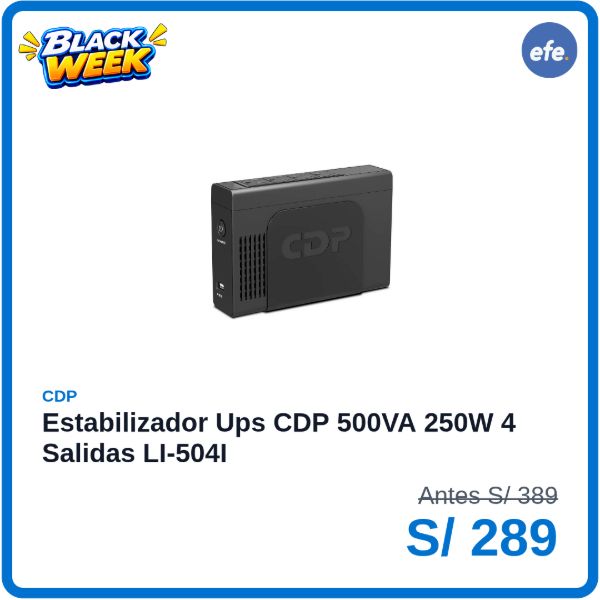 BLACK
WEEK
efe.
CDP
CDP
Estabilizador Ups CDP 500VA 250W 4
Salidas LI-504I
Antes S/ 389
S/ 289